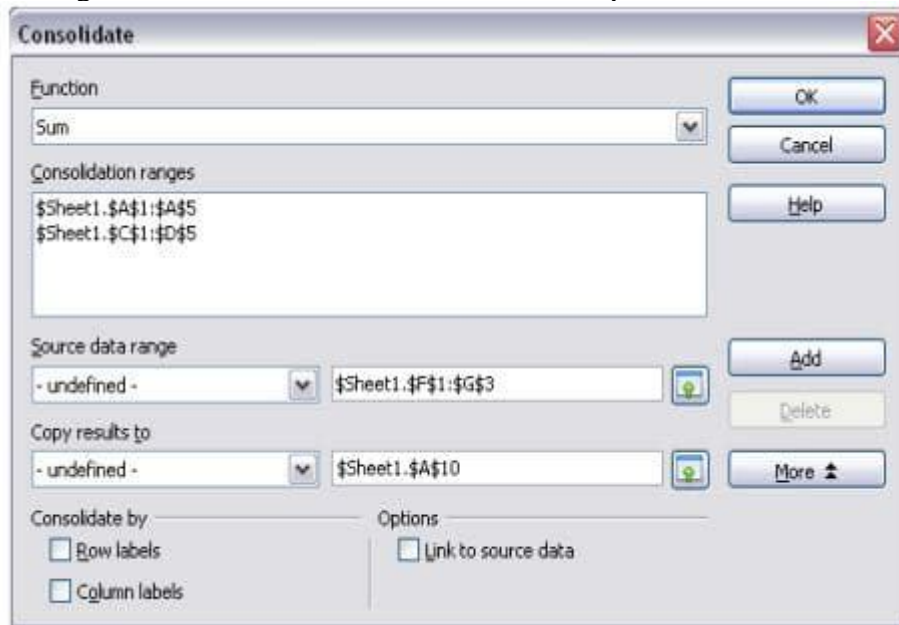 Consolidate
Function
Sum
OK
Cancel
Consolidation ranges
$Sheet1.$A$1:$A$5
$Sheet1.$C$1:$D$5
Help
Source data range
- undefined -
$Sheet1.$F$1:$G$3
Add
Delete
Copy results to
- undefined -
$Sheet1.$A$10
More
Consolidate by
Options
Row labels
Link to source data
Column labels